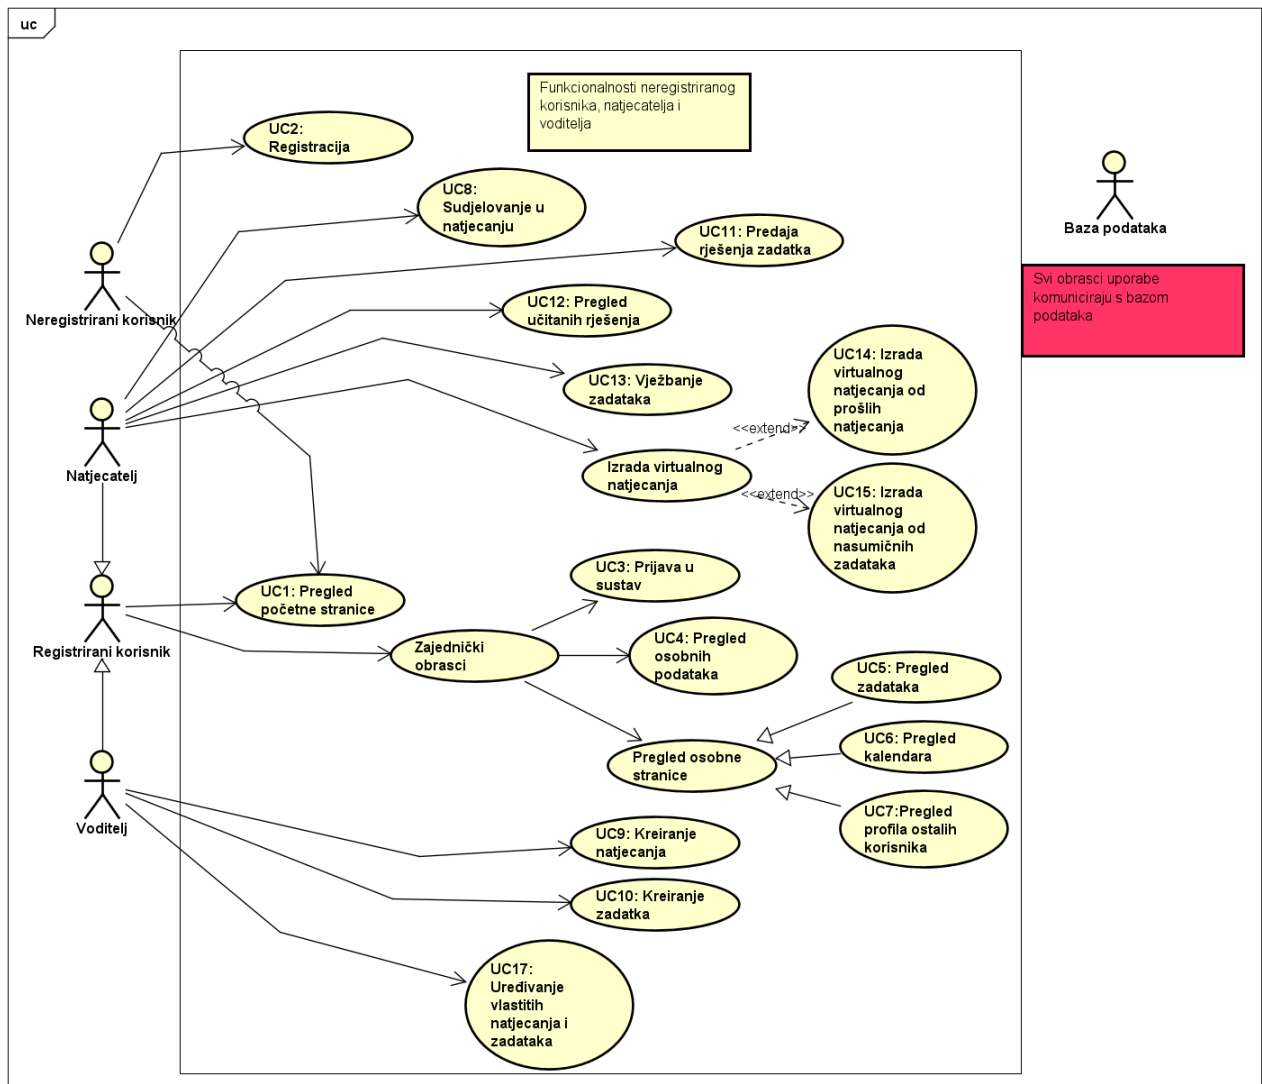 uc
Funkcionalnosti neregistriranog
korisnika, natjecatelja i
voditelja
UC2:
Registracija
UC8:
Sudjelovanje u
natjecanju
UC11: Predaja
rješenja zadatka
Baza podataka
Svi obrasci uporabe
komuniciraju s bazom
podataka
Neregistrirani korisnik
UC12: Pregled
učitanih rješenja
UC13: Vježbanje
zadataka
UC14: Izrada
virtualnog
natjecanja od
prošlih
natjecanja
<<extend>>
Natjecatelj
Izrada virtualnog
natjecanja
<<extend>>
UC15: Izrada
virtualnog
natjecanja od
nasumičnih
zadataka
UC3: Prijava u
sustav
UC1: Pregled
početne stranice
Registrirani korisnik
Zajednički
obrasci
UC4: Pregled
osobnih
podataka
UC5: Pregled
zadataka
UC6: Pregled
kalendara
Pregled osobne
stranice
UC7:Pregled
profila ostalih
korisnika
Voditelj
UC9: Kreiranje
natjecanja
UC10: Kreiranje
zadatka
UC17:
Uređivanje
vlastitih
natjecanja i
zadataka